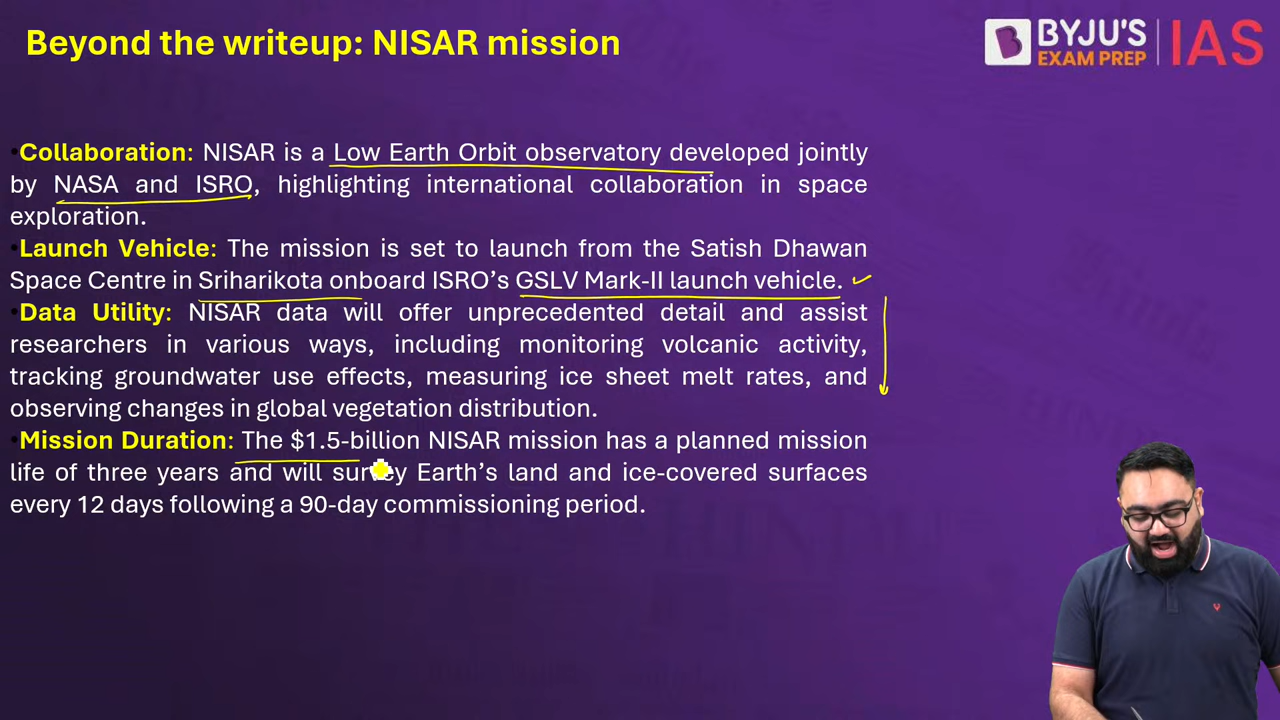 Beyond the writeup: NISAR mission
BYJU'S
EXAM PREP
IAS
•Collaboration: NISAR is a Low Earth Orbit observatory developed jointly
by NASA and ISRO, highlighting international collaboration in space
exploration.
•Launch Vehicle: The mission is set to launch from the Satish Dhawan
Space Centre in Sriharikota onboard ISRO's GSLV Mark-II launch vehicle.
•Data Utility: NISAR data will offer unprecedented detail and assist
researchers in various ways, including monitoring volcanic activity,
tracking groundwater use effects, measuring ice sheet melt rates, and
observing changes in global vegetation distribution.
•Mission Duration: The $1.5-billion NISAR mission has a planned mission
life of three years and will survey Earth's land and ice-covered surfaces
every 12 days following a 90-day commissioning period.